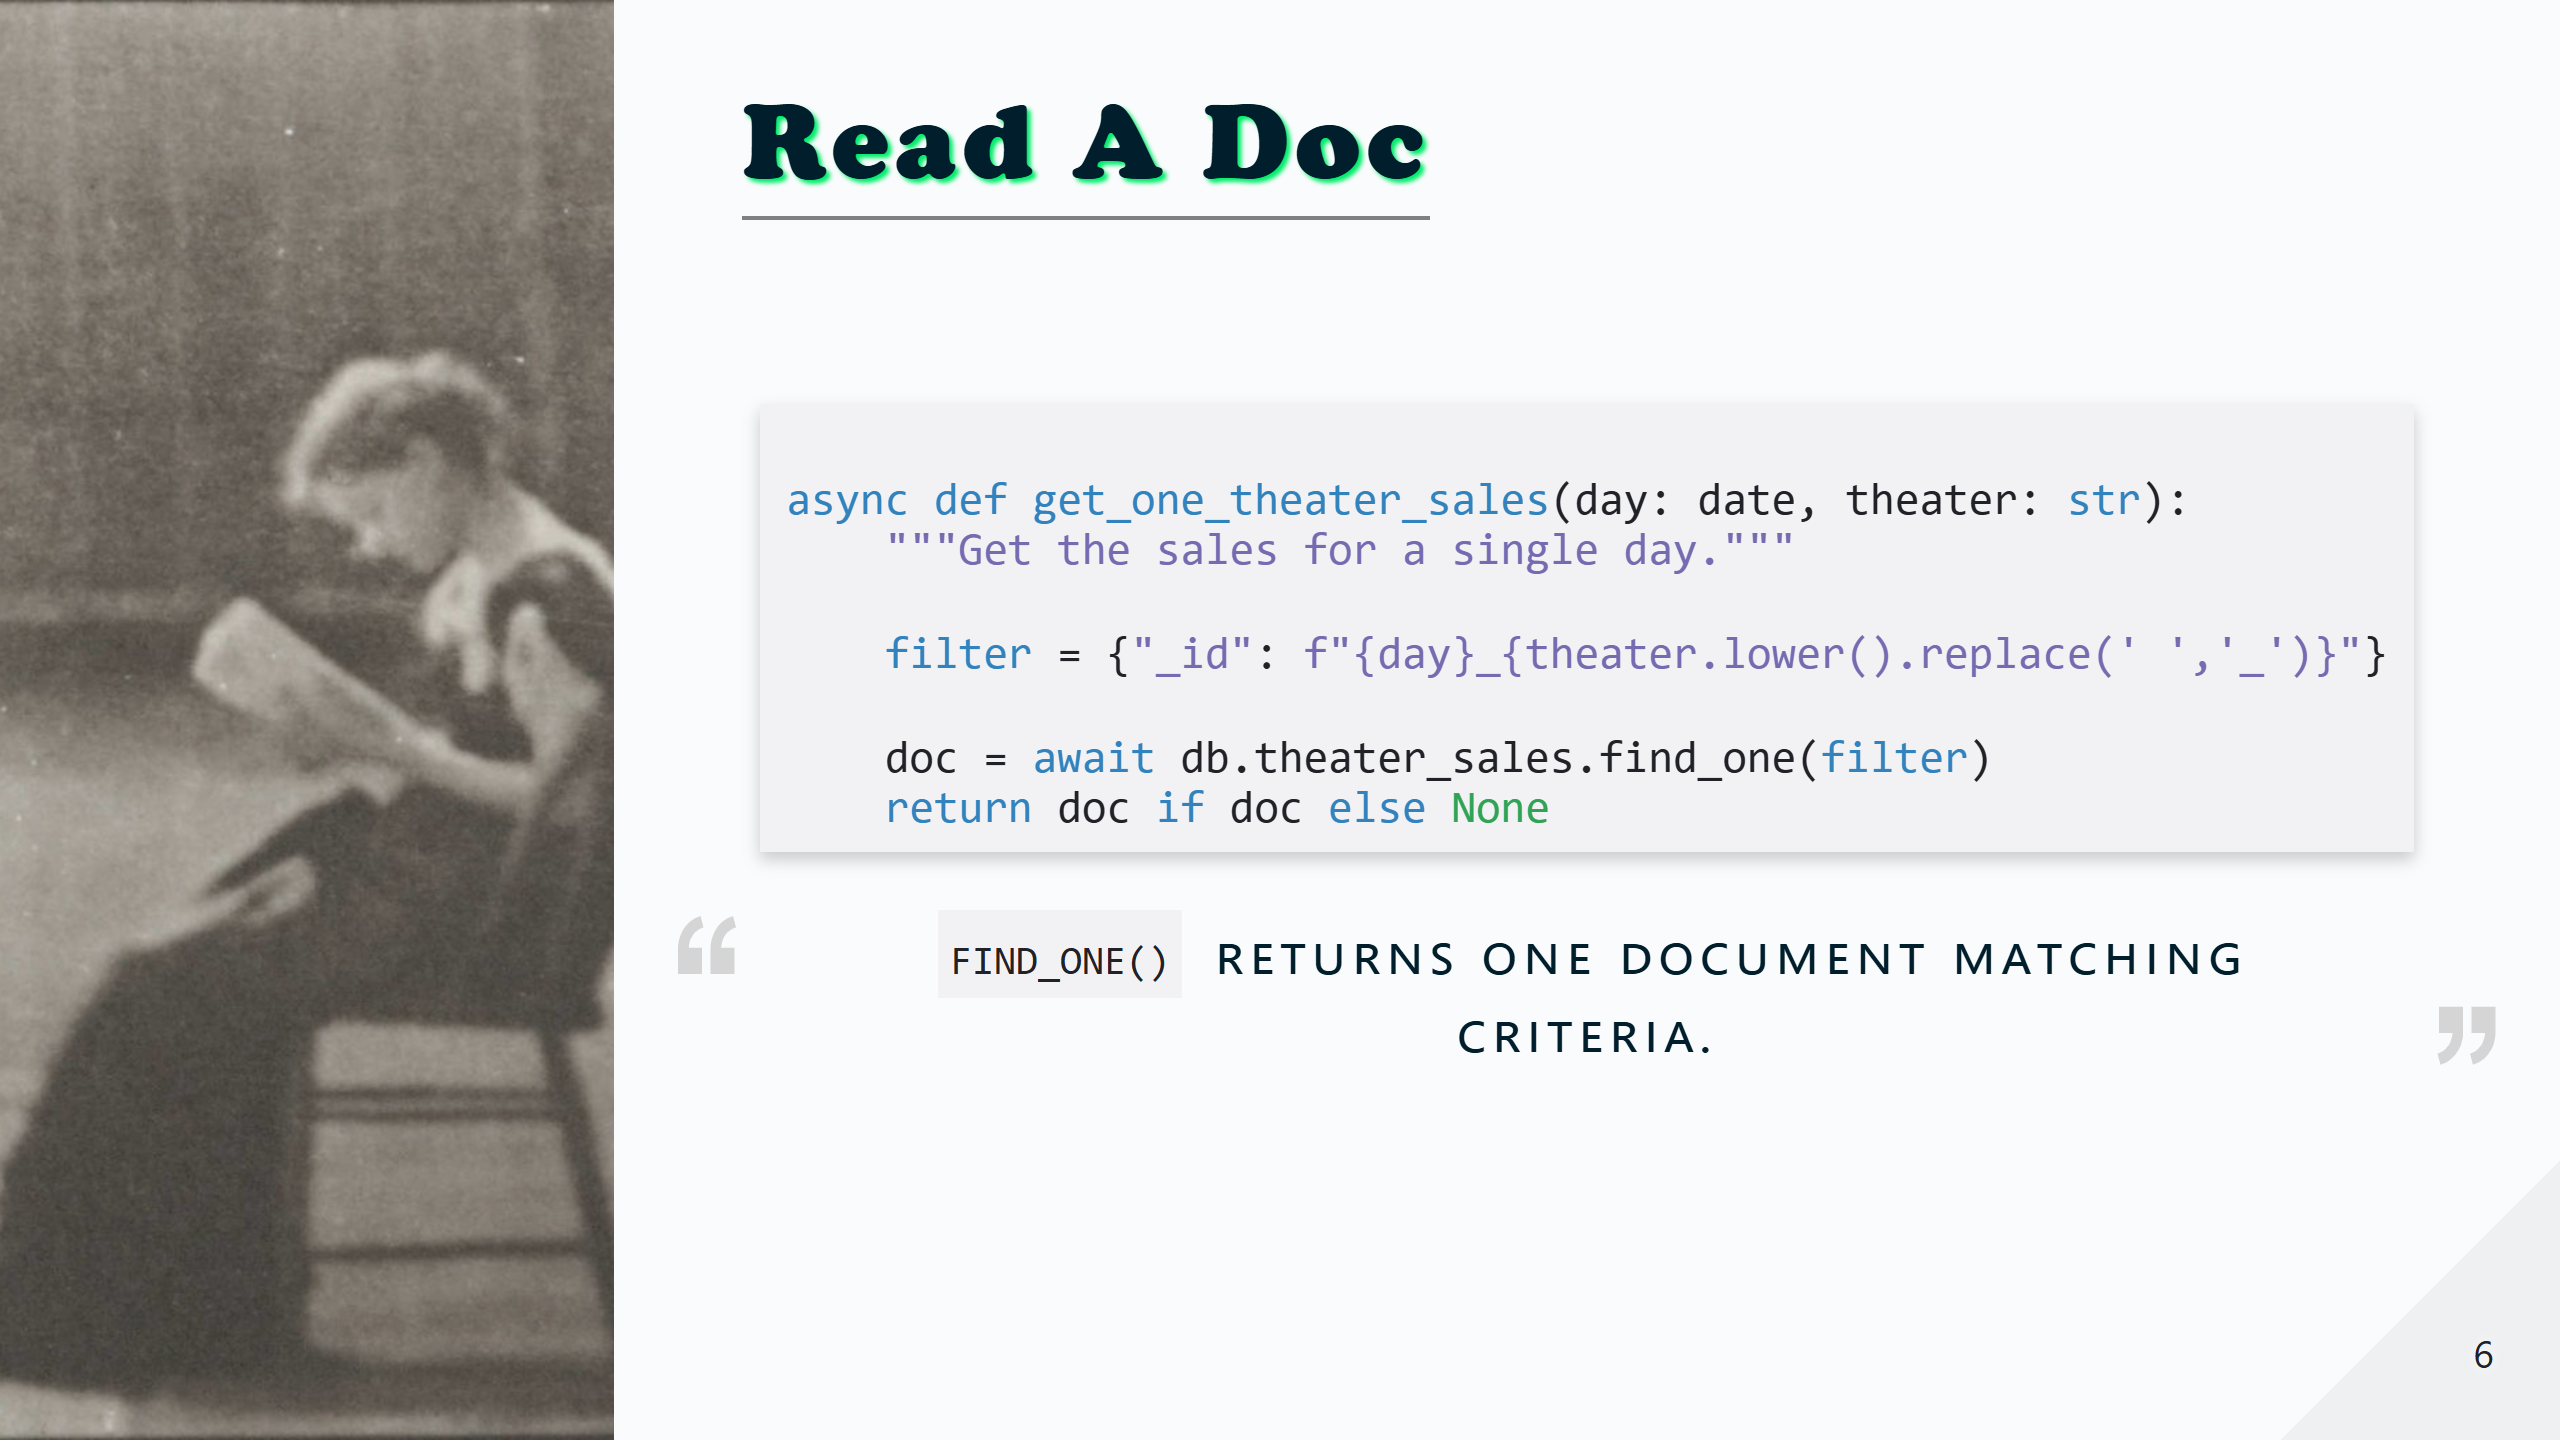 Read A Doc
async def get_one_theater_sales(day: date, theater: str):
    """Get the sales for a single day."""
    filter = {"_id": f"{day}_{theater.lower().replace(' ','_')}"}
    doc = await db.theater_sales.find_one(filter)
    return doc if doc else None
“ FIND_ONE() RETURNS ONE DOCUMENT MATCHING
CRITERIA. ”
6